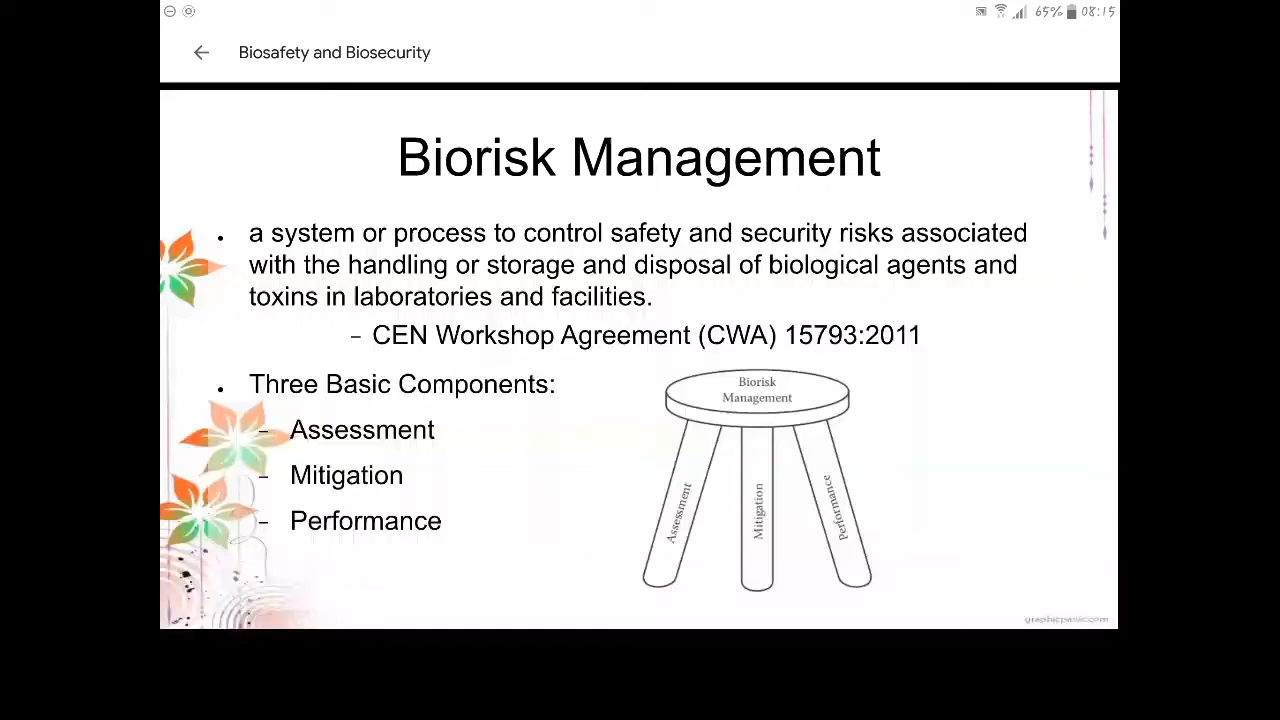 65% 08:15
Biosafety and Biosecurity
Biorisk Management
• a system or process to control safety and security risks associated
with the handling or storage and disposal of biological agents and
toxins in laboratories and facilities.
– CEN Workshop Agreement (CWA) 15793:2011
• Three Basic Components:
– Assessment
– Mitigation
– Performance
Biorisk
Management
Assessment
Mitigation
Performance